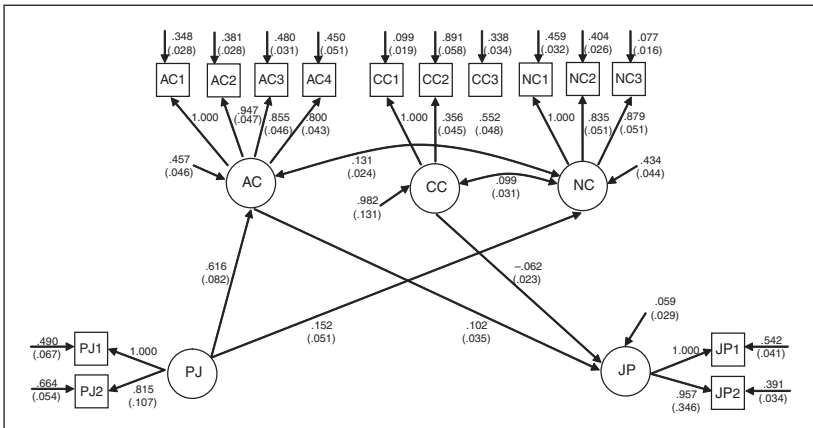 .348 .381 .480 .450 .099 .891 .338 .459 .404 .077
(.028) (.028) (.031) (.051) (.019) (.058) (.034) (.032) (.026) (.016)
AC1 AC2 AC3 AC4 CC1 CC2 CC3 NC1 NC2 NC3
1.000 .947 .855 .800 1.000 .356 .552 1.000 .835 .879
(.047) (.046) (.043) (.045) (.048) (.051) (.051)
.457 .131 .434
(.046) (.024) (.044)
AC CC NC
.099
(.031)
.982
(.131)
.616 −.062
(.082) (.023)
.152 .102 .059
(.051) (.035) (.029)
.490 PJ1 1.000 1.000 JP1 .542
(.067) (.041)
PJ JP
.664 PJ2 .815 .957 JP2 .391
(.054) (.107) (.346) (.034)